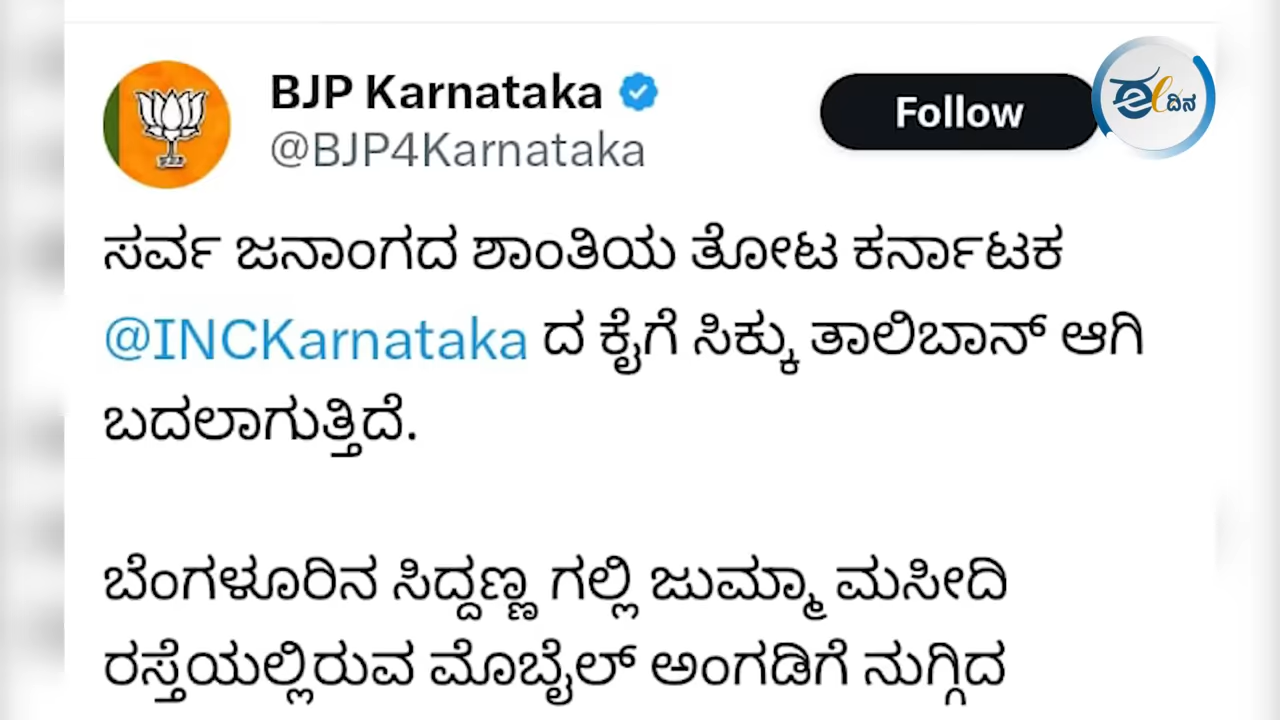 BJP Karnataka
@BJP4Karnataka
Follow
ಈ ದಿನ
ಸರ್ವ ಜನಾಂಗದ ಶಾಂತಿಯ ತೋಟ ಕರ್ನಾಟಕ
@INCKarnataka ದ ಕೈಗೆ ಸಿಕ್ಕು ತಾಲಿಬಾನ್ ಆಗಿ
ಬದಲಾಗುತ್ತಿದೆ.
ಬೆಂಗಳೂರಿನ ಸಿದ್ದಣ್ಣ ಗಲ್ಲಿ ಜುಮ್ಮಾ ಮಸೀದಿ
ರಸ್ತೆಯಲ್ಲಿರುವ ಮೊಬೈಲ್ ಅಂಗಡಿಗೆ ನುಗ್ಗಿದ